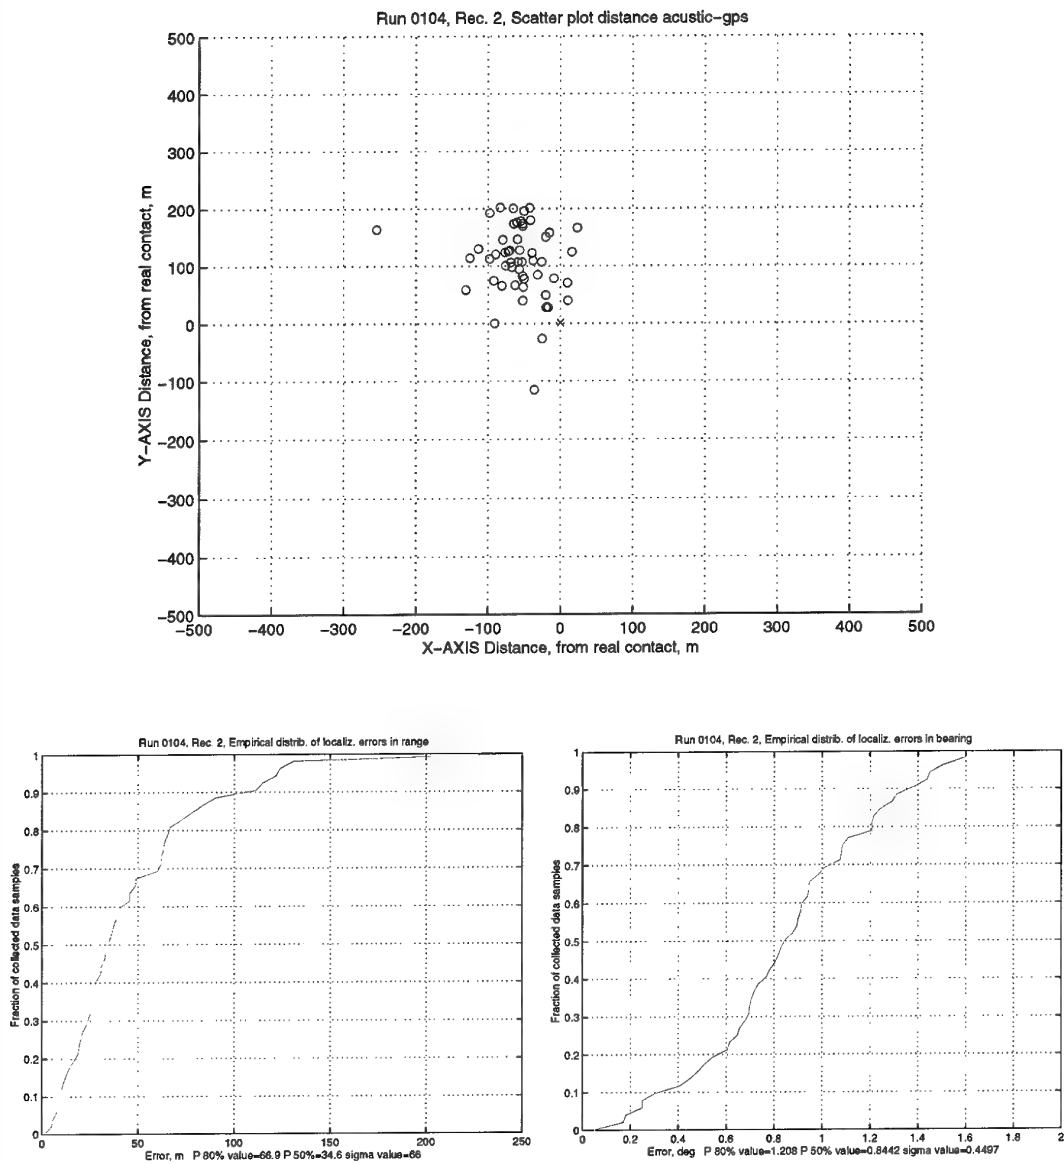 Run 0104, Rec. 2, Scatter plot distance acustic-gps
500
400
300
200
100
0
-100
-200
-300
-400
-500
Y-AXIS Distance, from real contact, m
-500 -400 -300 -200 -100 0 100 200 300 400 500
X-AXIS Distance, from real contact, m
Run 0104, Rec. 2, Empirical distrib. of localiz. errors in range
1
0.9
0.8
0.7
0.6
0.5
0.4
0.3
0.2
0.1
0
Fraction of collected data samples
0 50 100 150 200 250
Error, m P 80% value=66.9 P 50%=34.6 sigma value=66
Run 0104, Rec. 2, Empirical distrib. of localiz. errors in bearing
1
0.9
0.8
0.7
0.6
0.5
0.4
0.3
0.2
0.1
0
Fraction of collected data samples
0 0.2 0.4 0.6 0.8 1 1.2 1.4 1.6 1.8 2
Error, deg P 80% value=1.208 P 50% value=0.8442 sigma value=0.4497